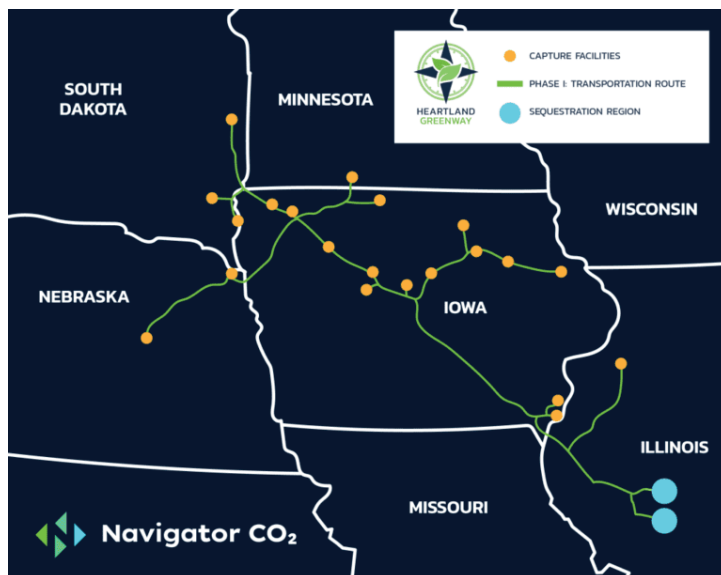 SOUTH
DAKOTA
MINNESOTA
HEARTLAND
GREENWAY
CAPTURE FACILITIES
PHASE I: TRANSPORTATION ROUTE
SEQUESTRATION REGION
WISCONSIN
NEBRASKA
IOWA
ILLINOIS
MISSOURI
Navigator CO₂